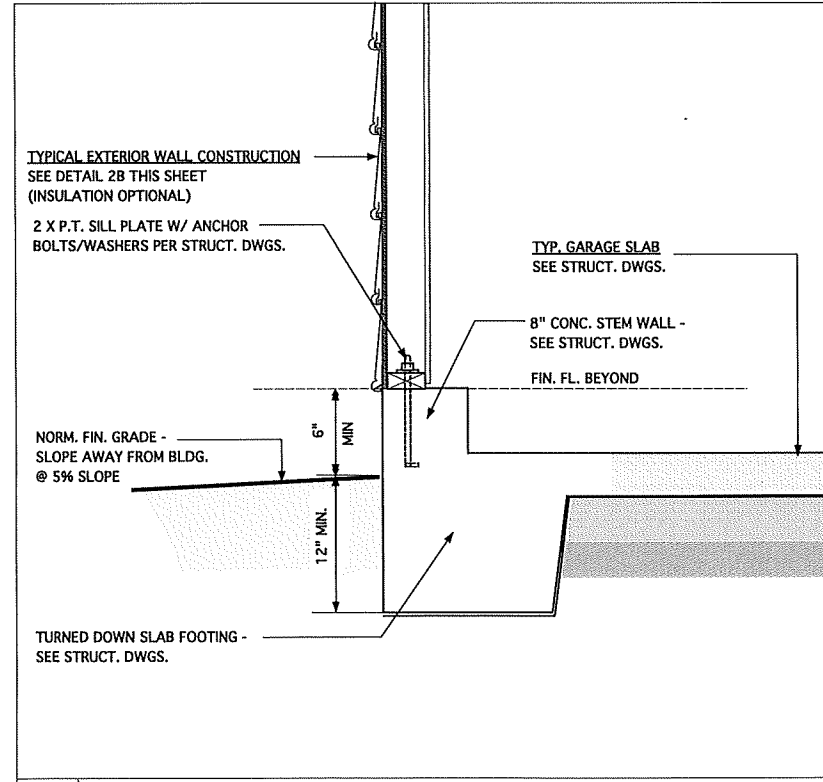 TYPICAL EXTERIOR WALL CONSTRUCTION
SEE DETAIL 2B THIS SHEET
(INSULATION OPTIONAL)
2 X P.T. SILL PLATE W/ ANCHOR
BOLTS/WASHERS PER STRUCT. DWGS.
TYP. GARAGE SLAB
SEE STRUCT. DWGS.
8" CONC. STEM WALL -
SEE STRUCT. DWGS.
FIN. FL. BEYOND
6"
MIN
NORM. FIN. GRADE -
SLOPE AWAY FROM BLDG.
@ 5% SLOPE
12" MIN.
TURNED DOWN SLAB FOOTING -
SEE STRUCT. DWGS.